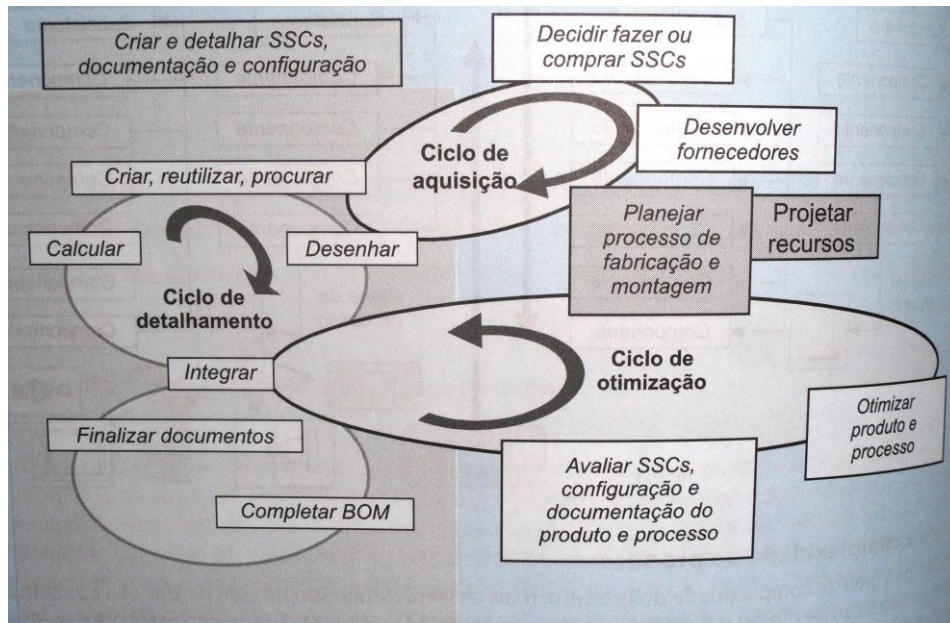 Criar e detalhar SSCs,
documentação e configuração
Decidir fazer ou
comprar SSCs
Ciclo de
aquisição
Desenvolver
fornecedores
Criar, reutilizar, procurar
Calcular
Desenhar
Ciclo de
detalhamento
Planejar
processo de
fabricação e
montagem
Projetar
recursos
Integrar
Ciclo de
otimização
Finalizar documentos
Completar BOM
Avaliar SSCs,
configuração e
documentação do
produto e processo
Otimizar
produto e
processo